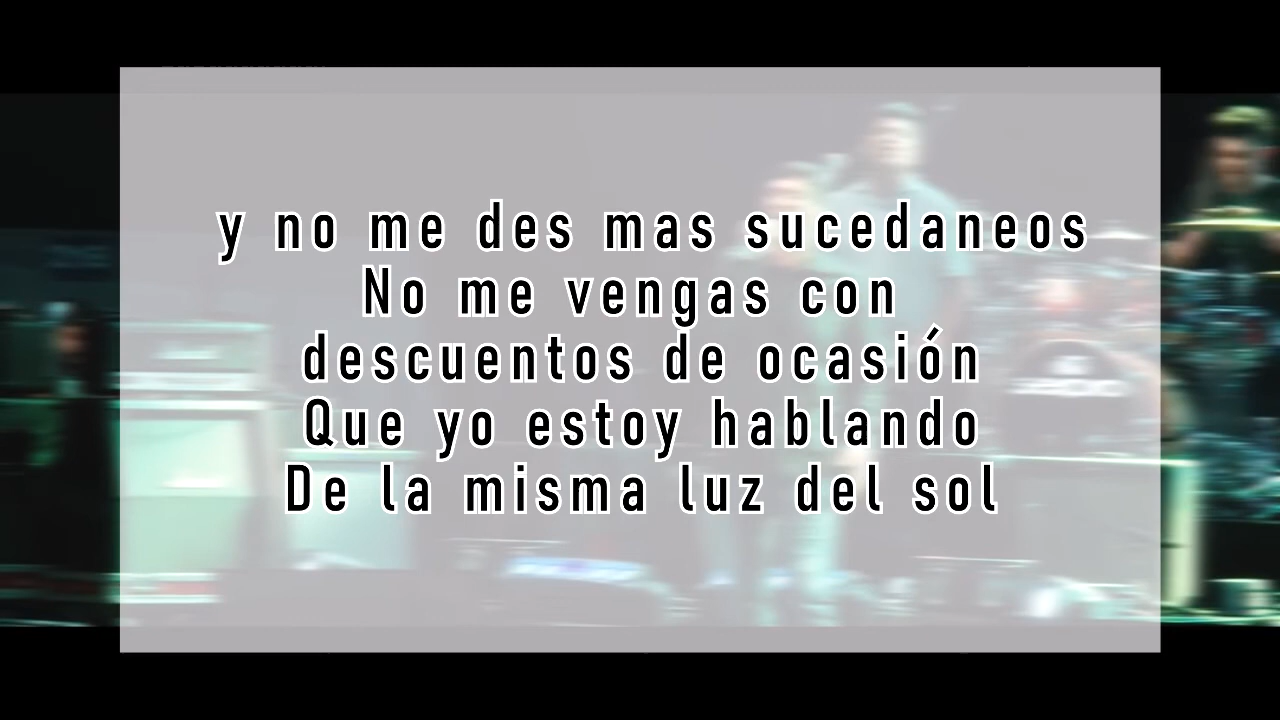 y no me des mas sucedaneos
No me vengas con
descuentos de ocasión
Que yo estoy hablando
De la misma luz del sol